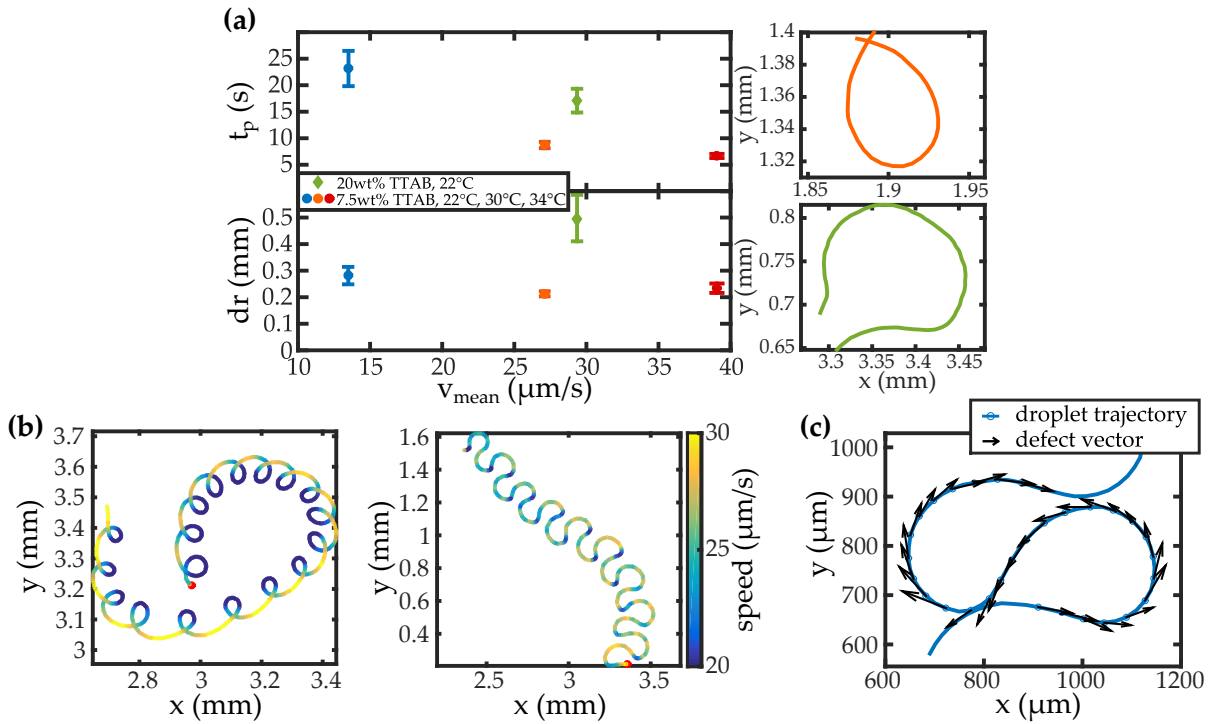 (a)
t_p (s)
25
20
15
10
5
20wt% TTAB, 22°C
7.5wt% TTAB, 22°C, 30°C, 34°C
dr (mm)
0.5
0.4
0.3
0.2
0.1
0
10 15 20 25 30 35 40
v_mean (μm/s)
y (mm)
1.4
1.38
1.36
1.34
1.32
1.85 1.9 1.95
y (mm)
0.8
0.75
0.7
0.65
3.3 3.35 3.4 3.45
x (mm)
(b)
y (mm)
3.7
3.6
3.5
3.4
3.3
3.2
3.1
3
2.8 3 3.2 3.4
x (mm)
y (mm)
1.6
1.4
1.2
1
0.8
0.6
0.4
2.5 3 3.5
x (mm)
30
25
20
speed (μm/s)
(c)
droplet trajectory
defect vector
y (μm)
1000
900
800
700
600
600 800 1000 1200
x (μm)